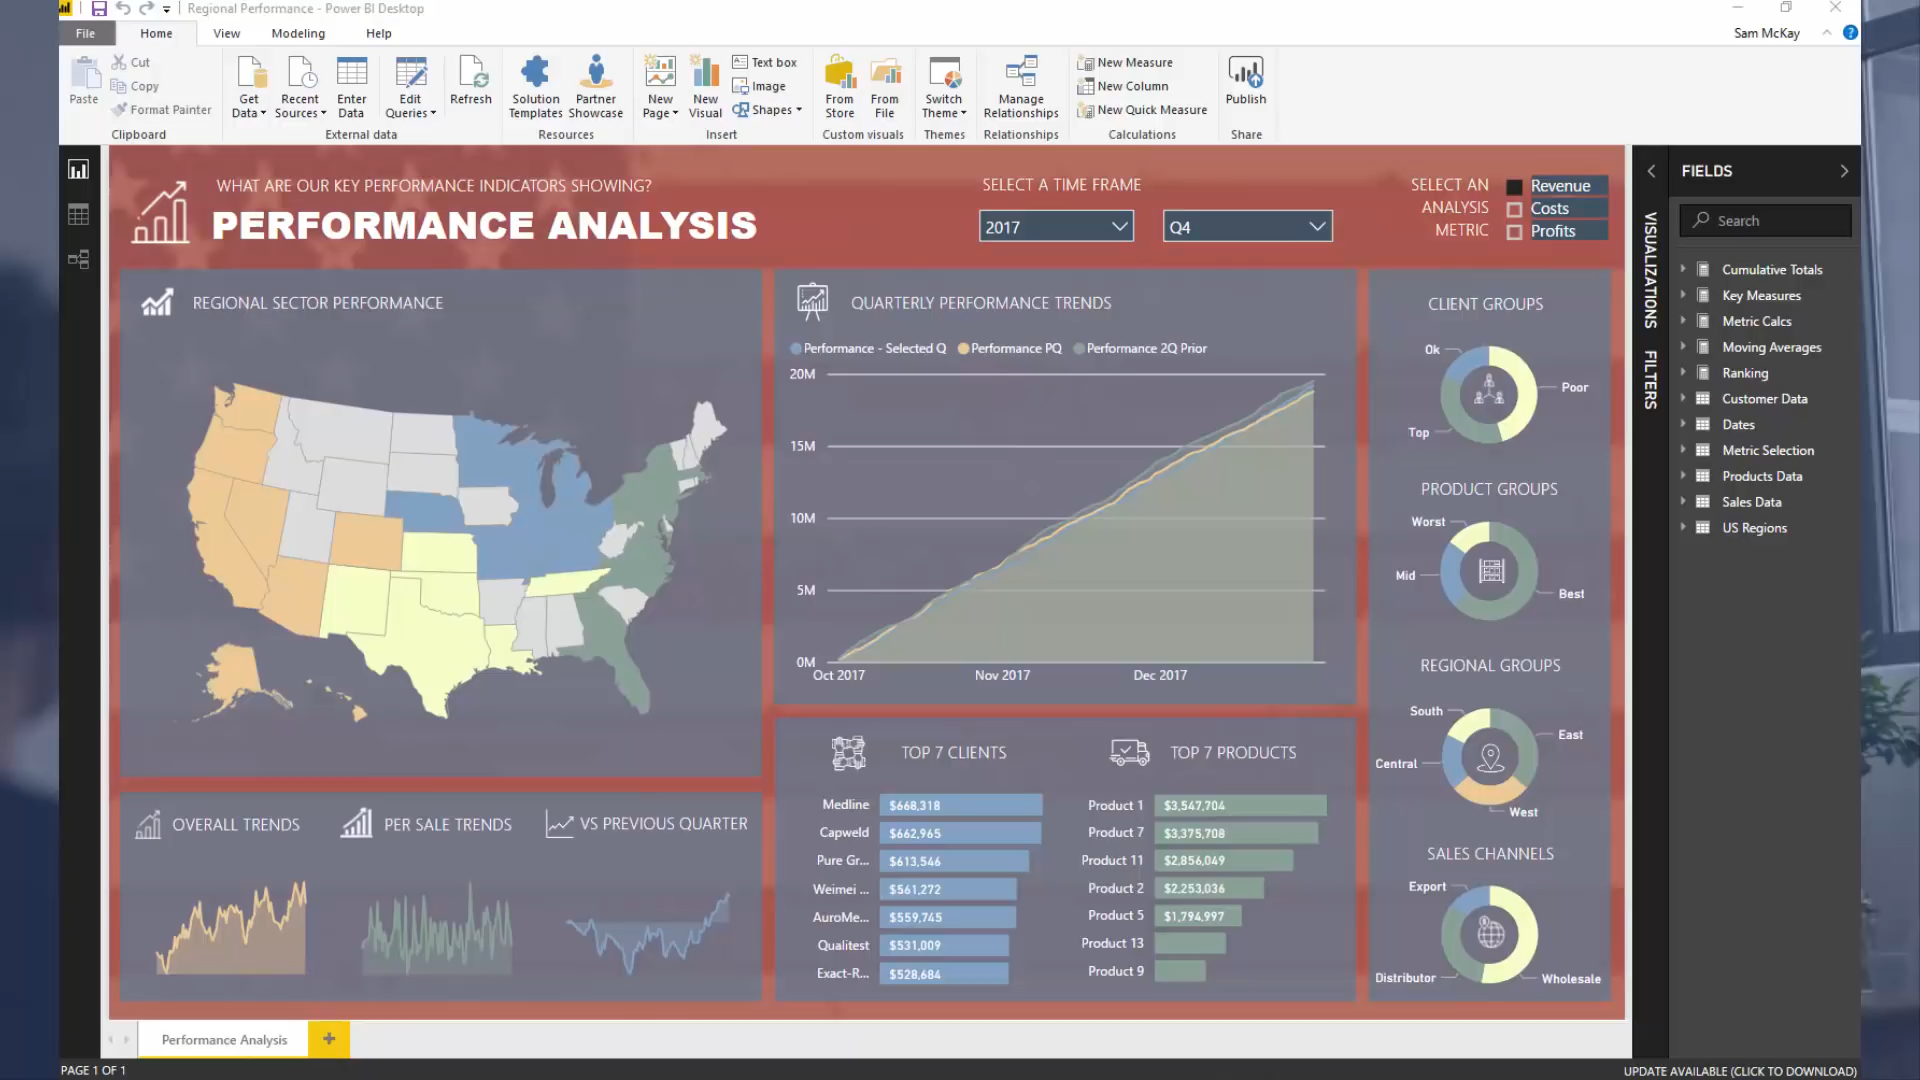 Regional Performance - Power BI Desktop
File
Home
View
Modeling
Help
Sam McKay
Paste
Cut
Copy
Format Painter
Clipboard
Get Data
Recent Sources
Enter Data
Edit Queries
Refresh
External data
Solution Templates
Partner Showcase
Resources
New Page
New Visual
Text box
Image
Shapes
Insert
From Store
From File
Custom visuals
Switch Theme
Themes
Manage Relationships
Relationships
New Measure
New Column
New Quick Measure
Calculations
Publish
Share
WHAT ARE OUR KEY PERFORMANCE INDICATORS SHOWING?
PERFORMANCE ANALYSIS
SELECT A TIME FRAME
2017
Q4
SELECT AN
ANALYSIS
METRIC
Revenue
Costs
Profits
REGIONAL SECTOR PERFORMANCE
QUARTERLY PERFORMANCE TRENDS
Performance - Selected Q
Performance PQ
Performance 2Q Prior
20M
15M
10M
5M
0M
Oct 2017
Nov 2017
Dec 2017
CLIENT GROUPS
Ok
Poor
Top
PRODUCT GROUPS
Worst
Mid
Best
REGIONAL GROUPS
South
East
Central
West
SALES CHANNELS
Export
Distributor
Wholesale
OVERALL TRENDS
PER SALE TRENDS
VS PREVIOUS QUARTER
TOP 7 CLIENTS
Medline $668,318
Capweld $662,965
Pure Gr... $613,546
Weimei ... $561,272
AuroMe... $559,745
Qualitest $531,009
Exact-R... $528,684
TOP 7 PRODUCTS
Product 1 $3,547,704
Product 7 $3,375,708
Product 11 $2,856,049
Product 2 $2,253,036
Product 5 $1,794,997
Product 13
Product 9
VISUALIZATIONS
FILTERS
FIELDS
Search
Cumulative Totals
Key Measures
Metric Calcs
Moving Averages
Ranking
Customer Data
Dates
Metric Selection
Products Data
Sales Data
US Regions
Performance Analysis
PAGE 1 OF 1
UPDATE AVAILABLE (CLICK TO DOWNLOAD)